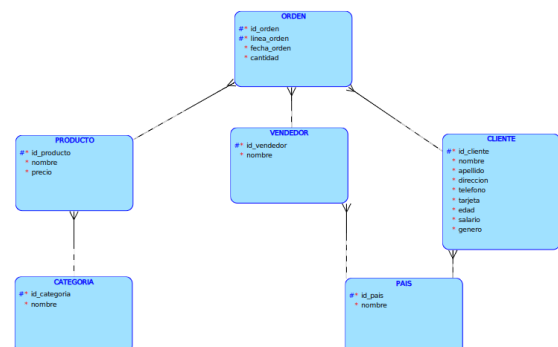 ORDEN
#* id_orden
#* linea_orden
* fecha_orden
* cantidad
PRODUCTO
#* id_producto
* nombre
* precio
VENDEDOR
#* id_vendedor
* nombre
CLIENTE
#* id_cliente
* nombre
* apellido
* direccion
* telefono
* tarjeta
* edad
* salario
* genero
CATEGORIA
#* id_categoria
* nombre
PAIS
#* id_pais
* nombre